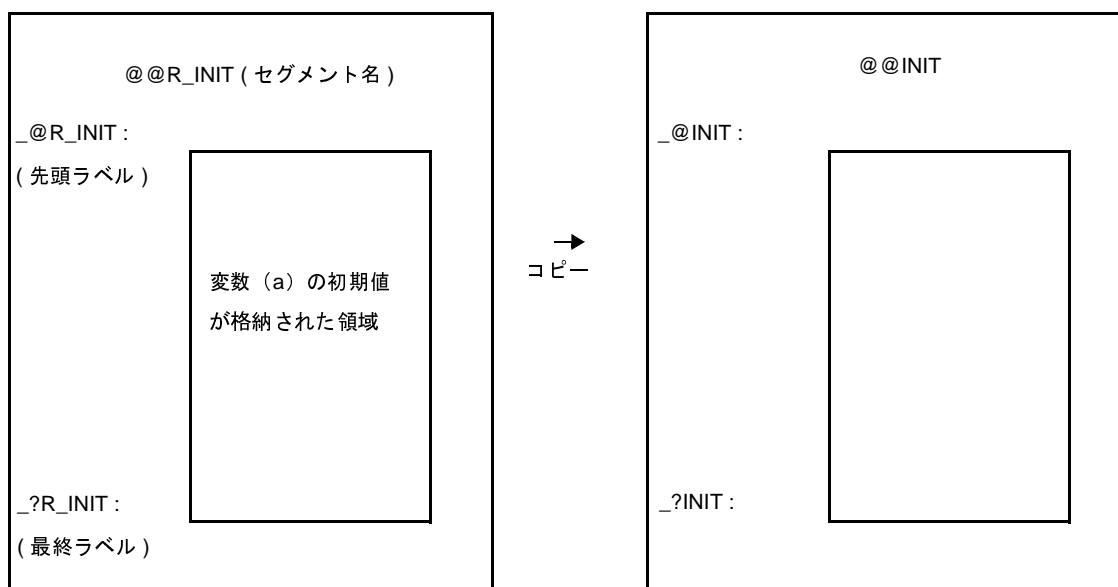 @@R_INIT ( セグメント名 )
_@R_INIT :
( 先頭ラベル )
変数（a）の初期値
が格納された領域
_?R_INIT :
( 最終ラベル )
コピー
@@INIT
_@INIT :
_?INIT :